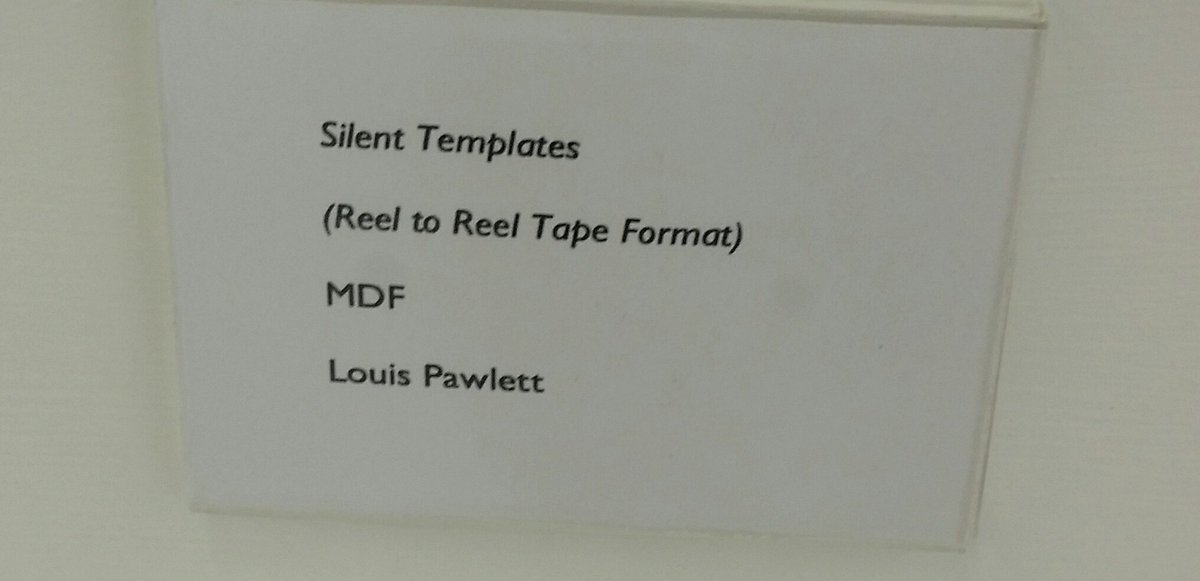 Silent Templates
(Reel to Reel Tape Format)
MDF
Louis Pawlett